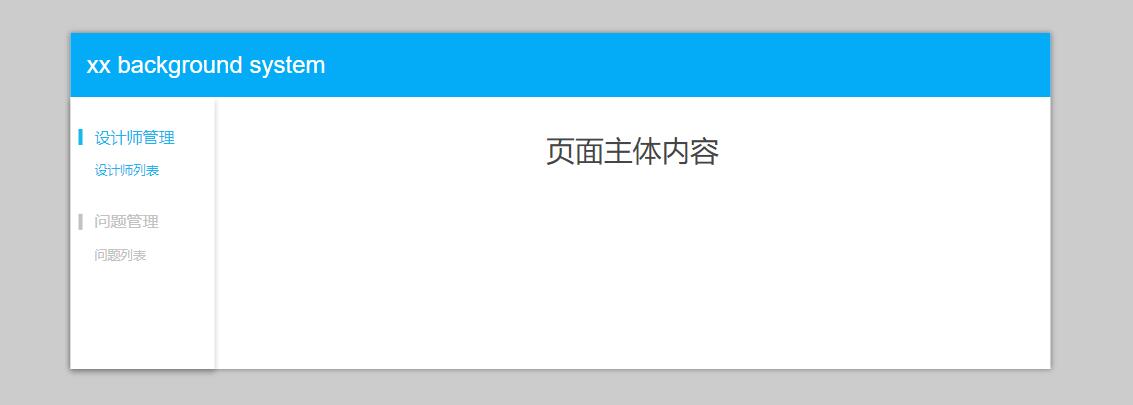 xx background system
设计师管理
设计师列表
问题管理
问题列表
页面主体内容